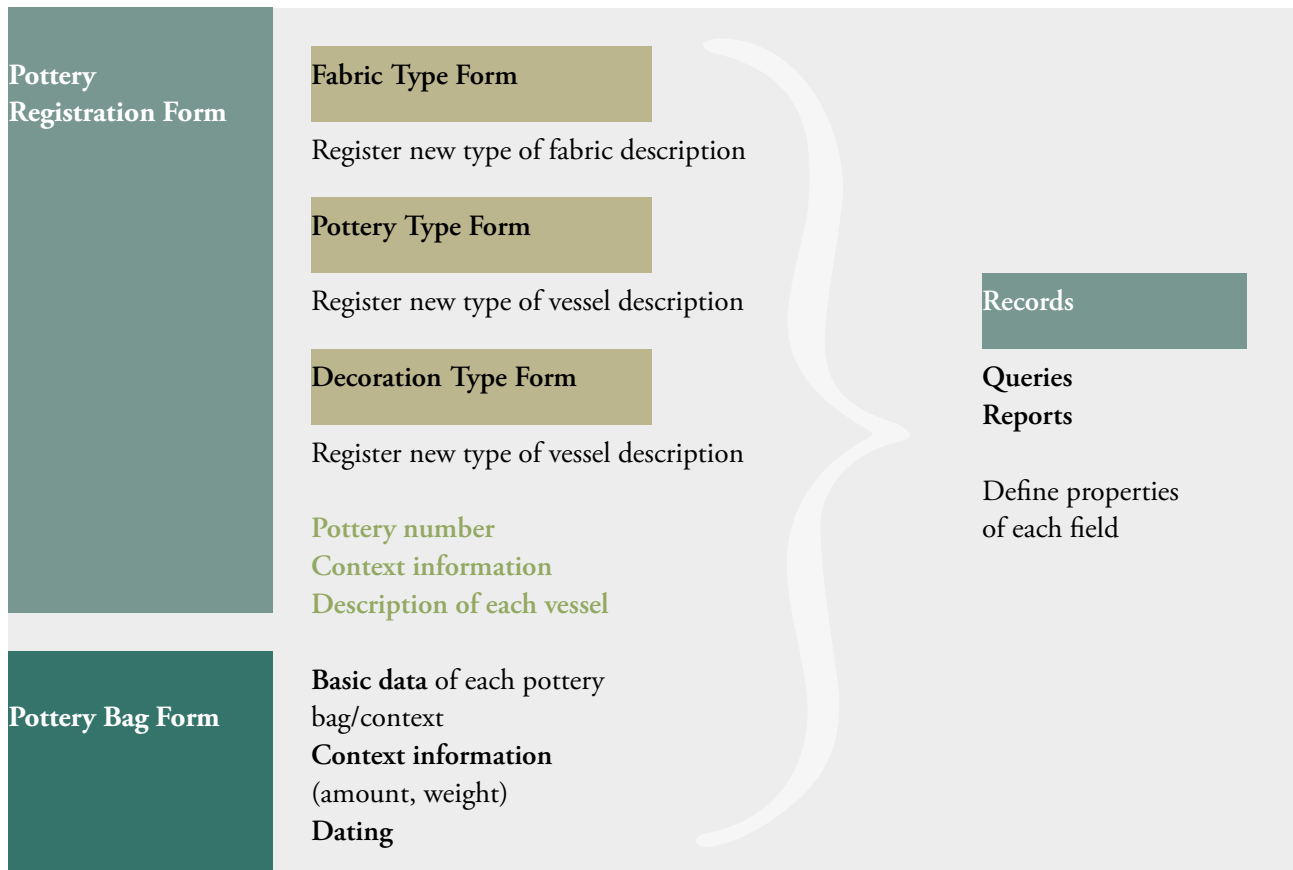 Pottery
Registration Form
Fabric Type Form
Register new type of fabric description
Pottery Type Form
Register new type of vessel description
Decoration Type Form
Register new type of vessel description
Pottery number
Context information
Description of each vessel
Pottery Bag Form
Basic data of each pottery
bag/context
Context information
(amount, weight)
Dating
Records
Queries
Reports
Define properties
of each field